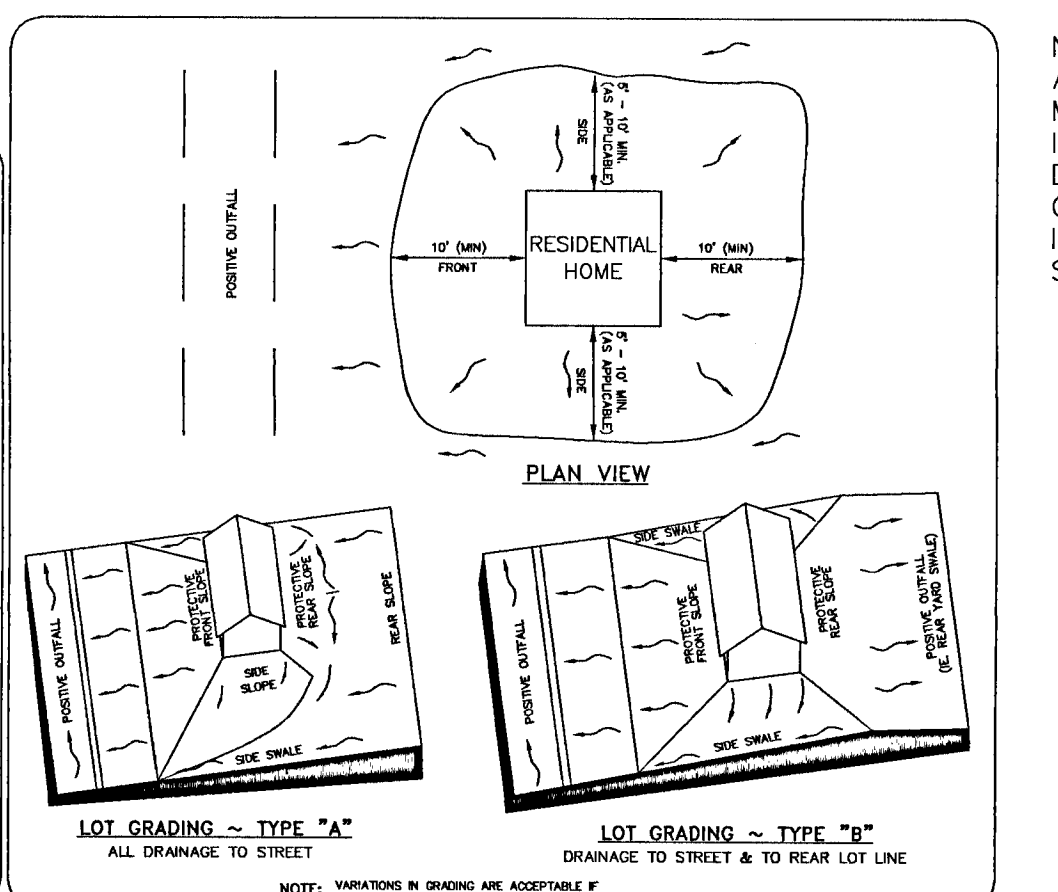 POSITIVE OUTFALL
5' - 10' MIN.
(AS APPLICABLE)
SIDE
10' (MIN)
FRONT
RESIDENTIAL
HOME
10' (MIN)
REAR
5' - 10' MIN.
(AS APPLICABLE)
SIDE
PLAN VIEW
POSITIVE OUTFALL
PROTECTIVE
FRONT SLOPE
PROTECTIVE
REAR SLOPE
REAR SLOPE
SIDE
SLOPE
SIDE SWALE
LOT GRADING ~ TYPE "A"
ALL DRAINAGE TO STREET
POSITIVE OUTFALL
SIDE SWALE
PROTECTIVE
FRONT SLOPE
PROTECTIVE
REAR SLOPE
POSITIVE OUTFALL
(IE. REAR YARD SWALE)
SIDE SWALE
LOT GRADING ~ TYPE "B"
DRAINAGE TO STREET & TO REAR LOT LINE
NOTE: VARIATIONS IN GRADING ARE ACCEPTABLE IF